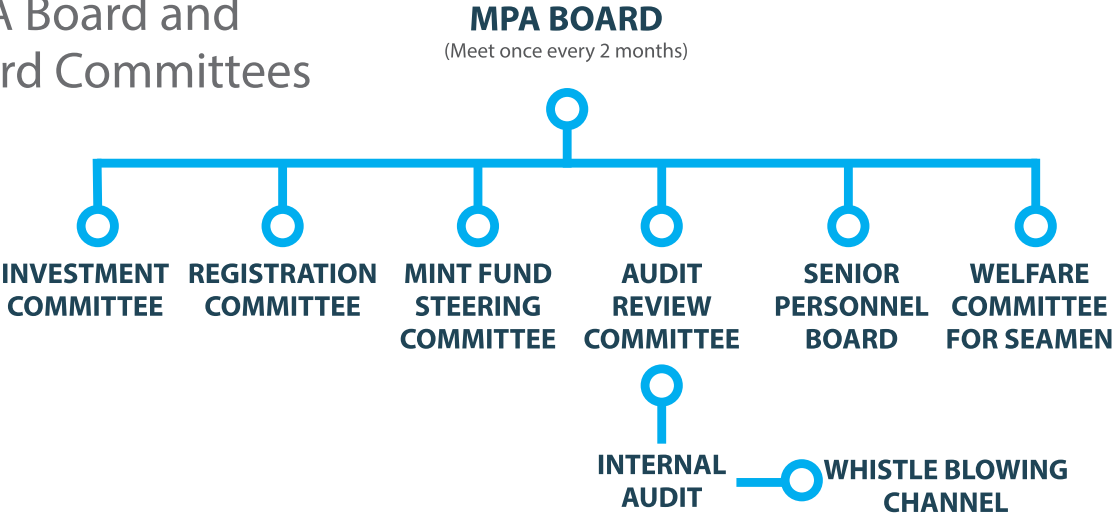 A Board and
rd Committees
MPA BOARD
(Meet once every 2 months)
INVESTMENT
COMMITTEE
REGISTRATION
COMMITTEE
MINT FUND
STEERING
COMMITTEE
AUDIT
REVIEW
COMMITTEE
SENIOR
PERSONNEL
BOARD
WELFARE
COMMITTEE
FOR SEAMEN
INTERNAL
AUDIT
WHISTLE BLOWING
CHANNEL